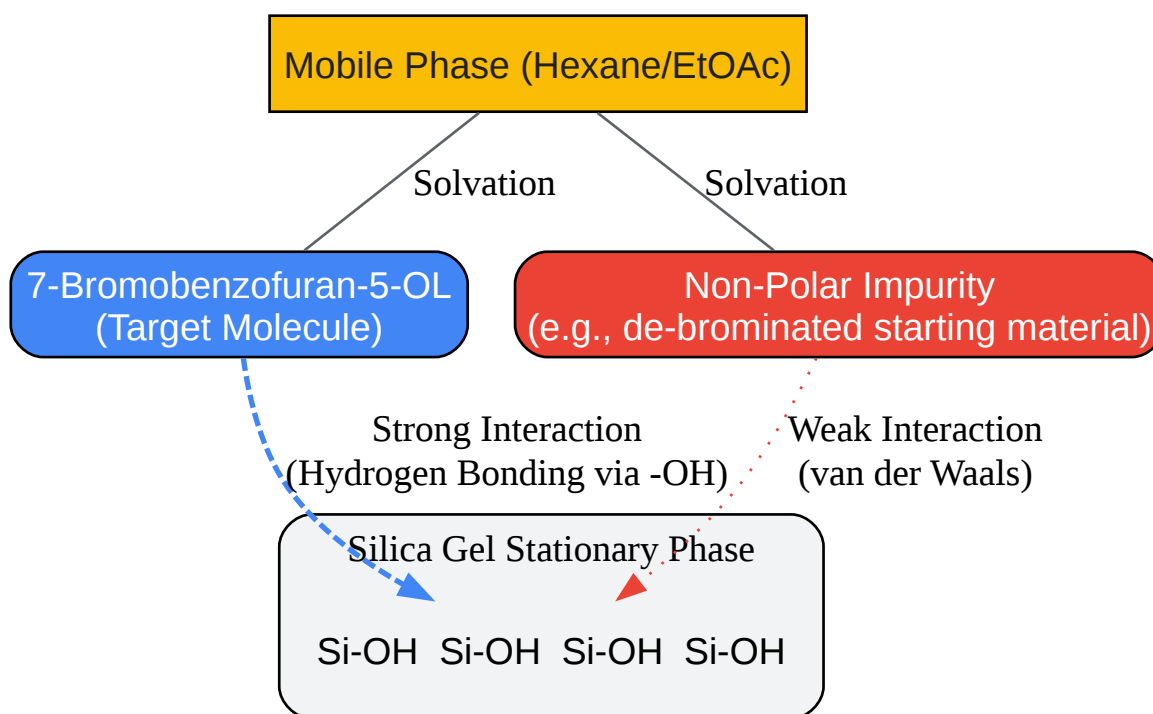 Mobile Phase (Hexane/EtOAc)
Solvation
Solvation
7-Bromobenzofuran-5-OL
(Target Molecule)
Non-Polar Impurity
(e.g., de-brominated starting material)
Strong Interaction
(Hydrogen Bonding via -OH)
Weak Interaction
(van der Waals)
Silica Gel Stationary Phase
Si-OH Si-OH Si-OH Si-OH